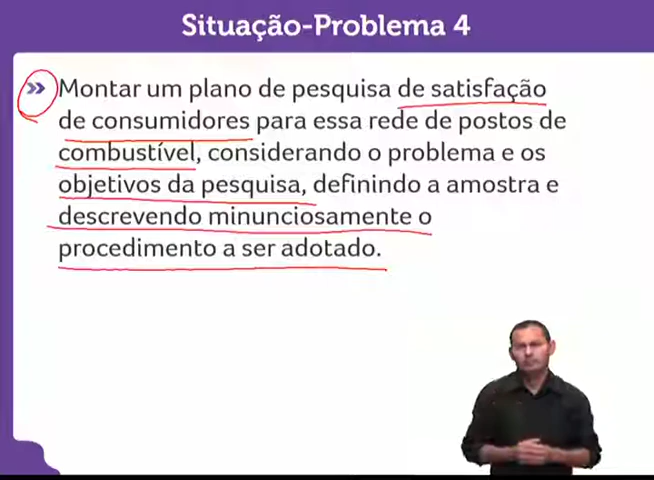 Situação-Problema 4
Montar um plano de pesquisa de satisfação
de consumidores para essa rede de postos de
combustível, considerando o problema e os
objetivos da pesquisa, definindo a amostra e
descrevendo minunciosamente o
procedimento a ser adotado.